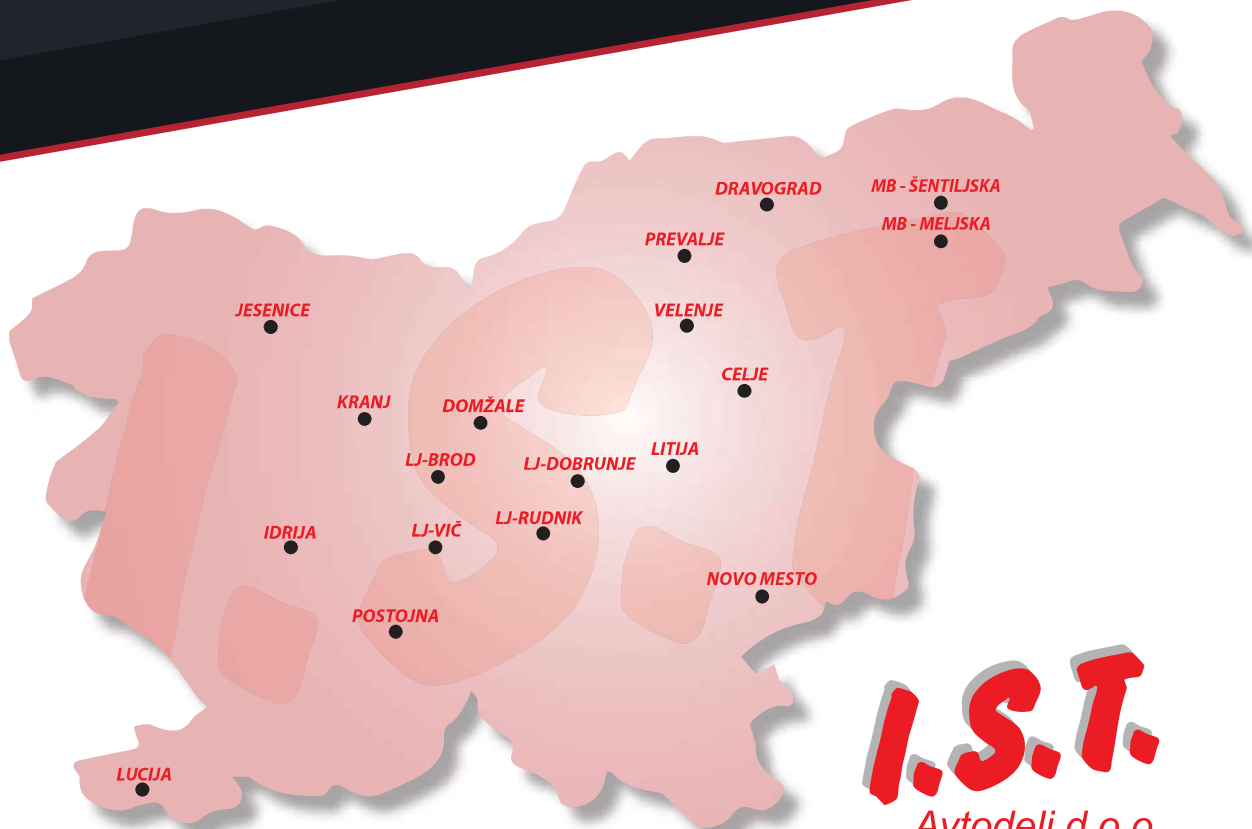 DRAVOGRAD
MB - ŠENTILJSKA
MB - MELJSKA
PREVALJE
JESENICE
VELENJE
CELJE
KRANJ
DOMŽALE
LITIJA
LJ-BROD
LJ-DOBRUNJE
LJ-RUDNIK
IDRIJA
LJ-VIČ
NOVO MESTO
POSTOJNA
LUCIJA
I.S.T.
Avtodeli d.o.o.